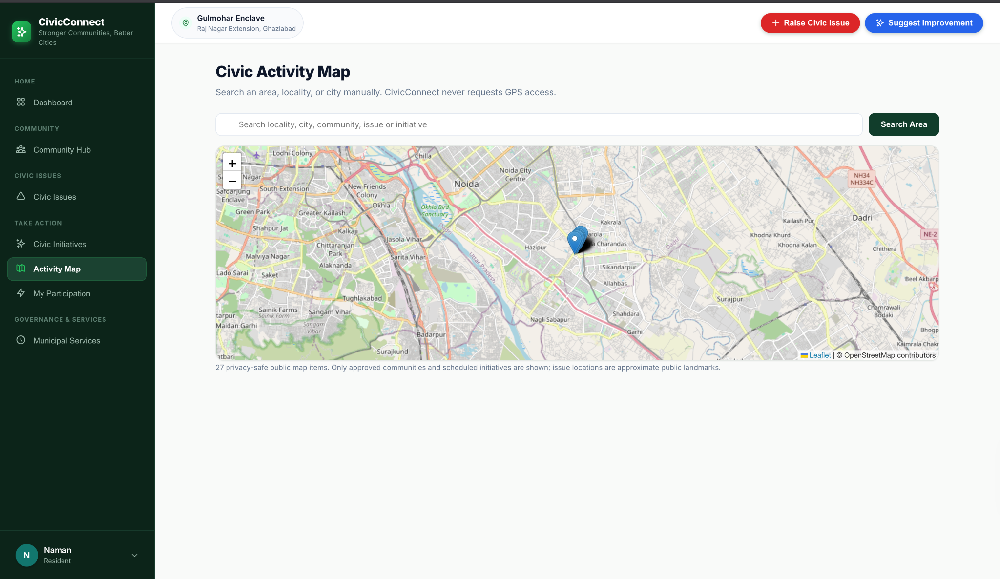 CivicConnect
Stronger Communities, Better
Cities
HOME
Dashboard
COMMUNITY
Community Hub
CIVIC ISSUES
Civic Issues
TAKE ACTION
Civic Initiatives
Activity Map
My Participation
GOVERNANCE & SERVICES
Municipal Services
N
Naman
Resident
Gulmohar Enclave
Raj Nagar Extension, Ghaziabad
Raise Civic Issue
Suggest Improvement
Civic Activity Map
Search an area, locality, or city manually. CivicConnect never requests GPS access.
Search locality, city, community, issue or initiative
Search Area
+
−
Lodhi Colony
Chilla
Nagar
South Extension
Safdarjung
Enclave
New Friends
Colony
Noida
Noida City
Centre
NH34
NH334C
Okhla
Okhla Bird
Sanctuary
Green Park
Greater Kailash
Dadri
Kailash Pur
Dadri
Kakrala
Shahpur Jat
Kalkaji
Jasola Vihar
arola
a Charandas
Khodna Khurd
Khodna Kalan
NE-2
Chithera
Chittaranjan
Park
Hazipur
Dadri
Malviya Nagar
Sarita Vihar
Alaknanda
Uttar Pradesh
Sikandarpur
Lado Sarai
Saket
Allahbas
Beel Akbarp
8
Tughlakabad
Surajpur
Sainik Farms
Sainik Farm
Sangam Vihar
Sangam
Vihar
Shahdara
Chamrawali
Bodaki
tarpur
Maidan Garhi
Nagli Sabapur
Garhi
Badarpur
Bhogp
Surajkund
Kaimrala Chakr
atbari
Leaflet | © OpenStreetMap contributors
27 privacy-safe public map items. Only approved communities and scheduled initiatives are shown; issue locations are approximate public landmarks.